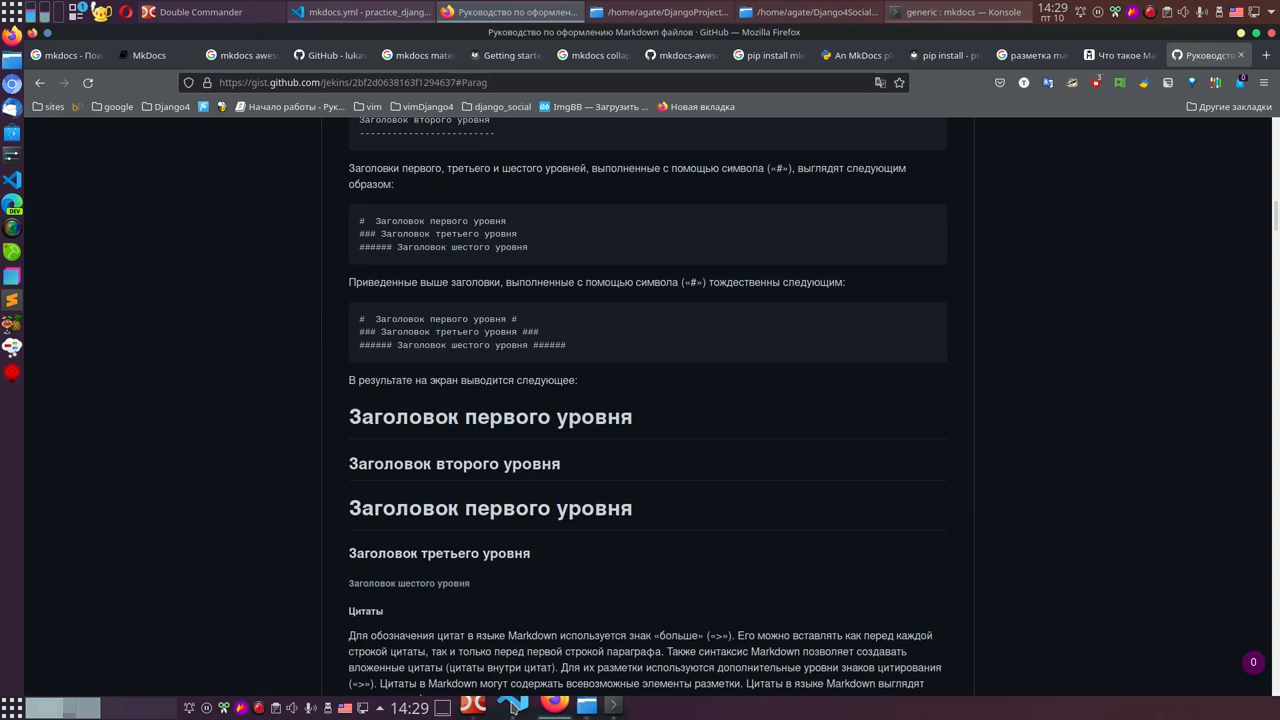 Double Commander
mkdocs.yml - practice_djang...
Руководство по оформлен...
/home/agate/DjangoProject...
/home/agate/Django4Social...
generic : mkdocs — Konsole
14:29
пт 10
Руководство по оформлению Markdown файлов · GitHub — Mozilla Firefox
mkdocs - По
MkDocs
mkdocs awes
GitHub - lukas
mkdocs mate
Getting starte
mkdocs collap
mkdocs-awes
pip install mk
An MkDocs pl
pip install - pr
разметка mar
Что такое Ma
Руководств
https://gist.github.com/Jekins/2bf2d0638163f1294637#Parag
3
0
sites
google
Django4
Начало работы - Рук...
vim
vimDjango4
django_social
ImgBB — Загрузить ...
Новая вкладка
Другие закладки
Заголовок второго уровня
-------------------------
Заголовки первого, третьего и шестого уровней, выполненные с помощью символа («#»), выглядят следующим
образом:
#  Заголовок первого уровня
### Заголовок третьего уровня
###### Заголовок шестого уровня
Приведенные выше заголовки, выполненные с помощью символа («#») тождественны следующим:
#  Заголовок первого уровня #
### Заголовок третьего уровня ###
###### Заголовок шестого уровня ######
В результате на экран выводится следующее:
Заголовок первого уровня
Заголовок второго уровня
Заголовок первого уровня
Заголовок третьего уровня
Заголовок шестого уровня
Цитаты
Для обозначения цитат в языке Markdown используется знак «больше» («>»). Его можно вставлять как перед каждой
строкой цитаты, так и только перед первой строкой параграфа. Также синтаксис Markdown позволяет создавать
вложенные цитаты (цитаты внутри цитат). Для их разметки используются дополнительные уровни знаков цитирования
(«>»). Цитаты в Markdown могут содержать всевозможные элементы разметки. Цитаты в языке Markdown выглядят
0
DEV
14:29